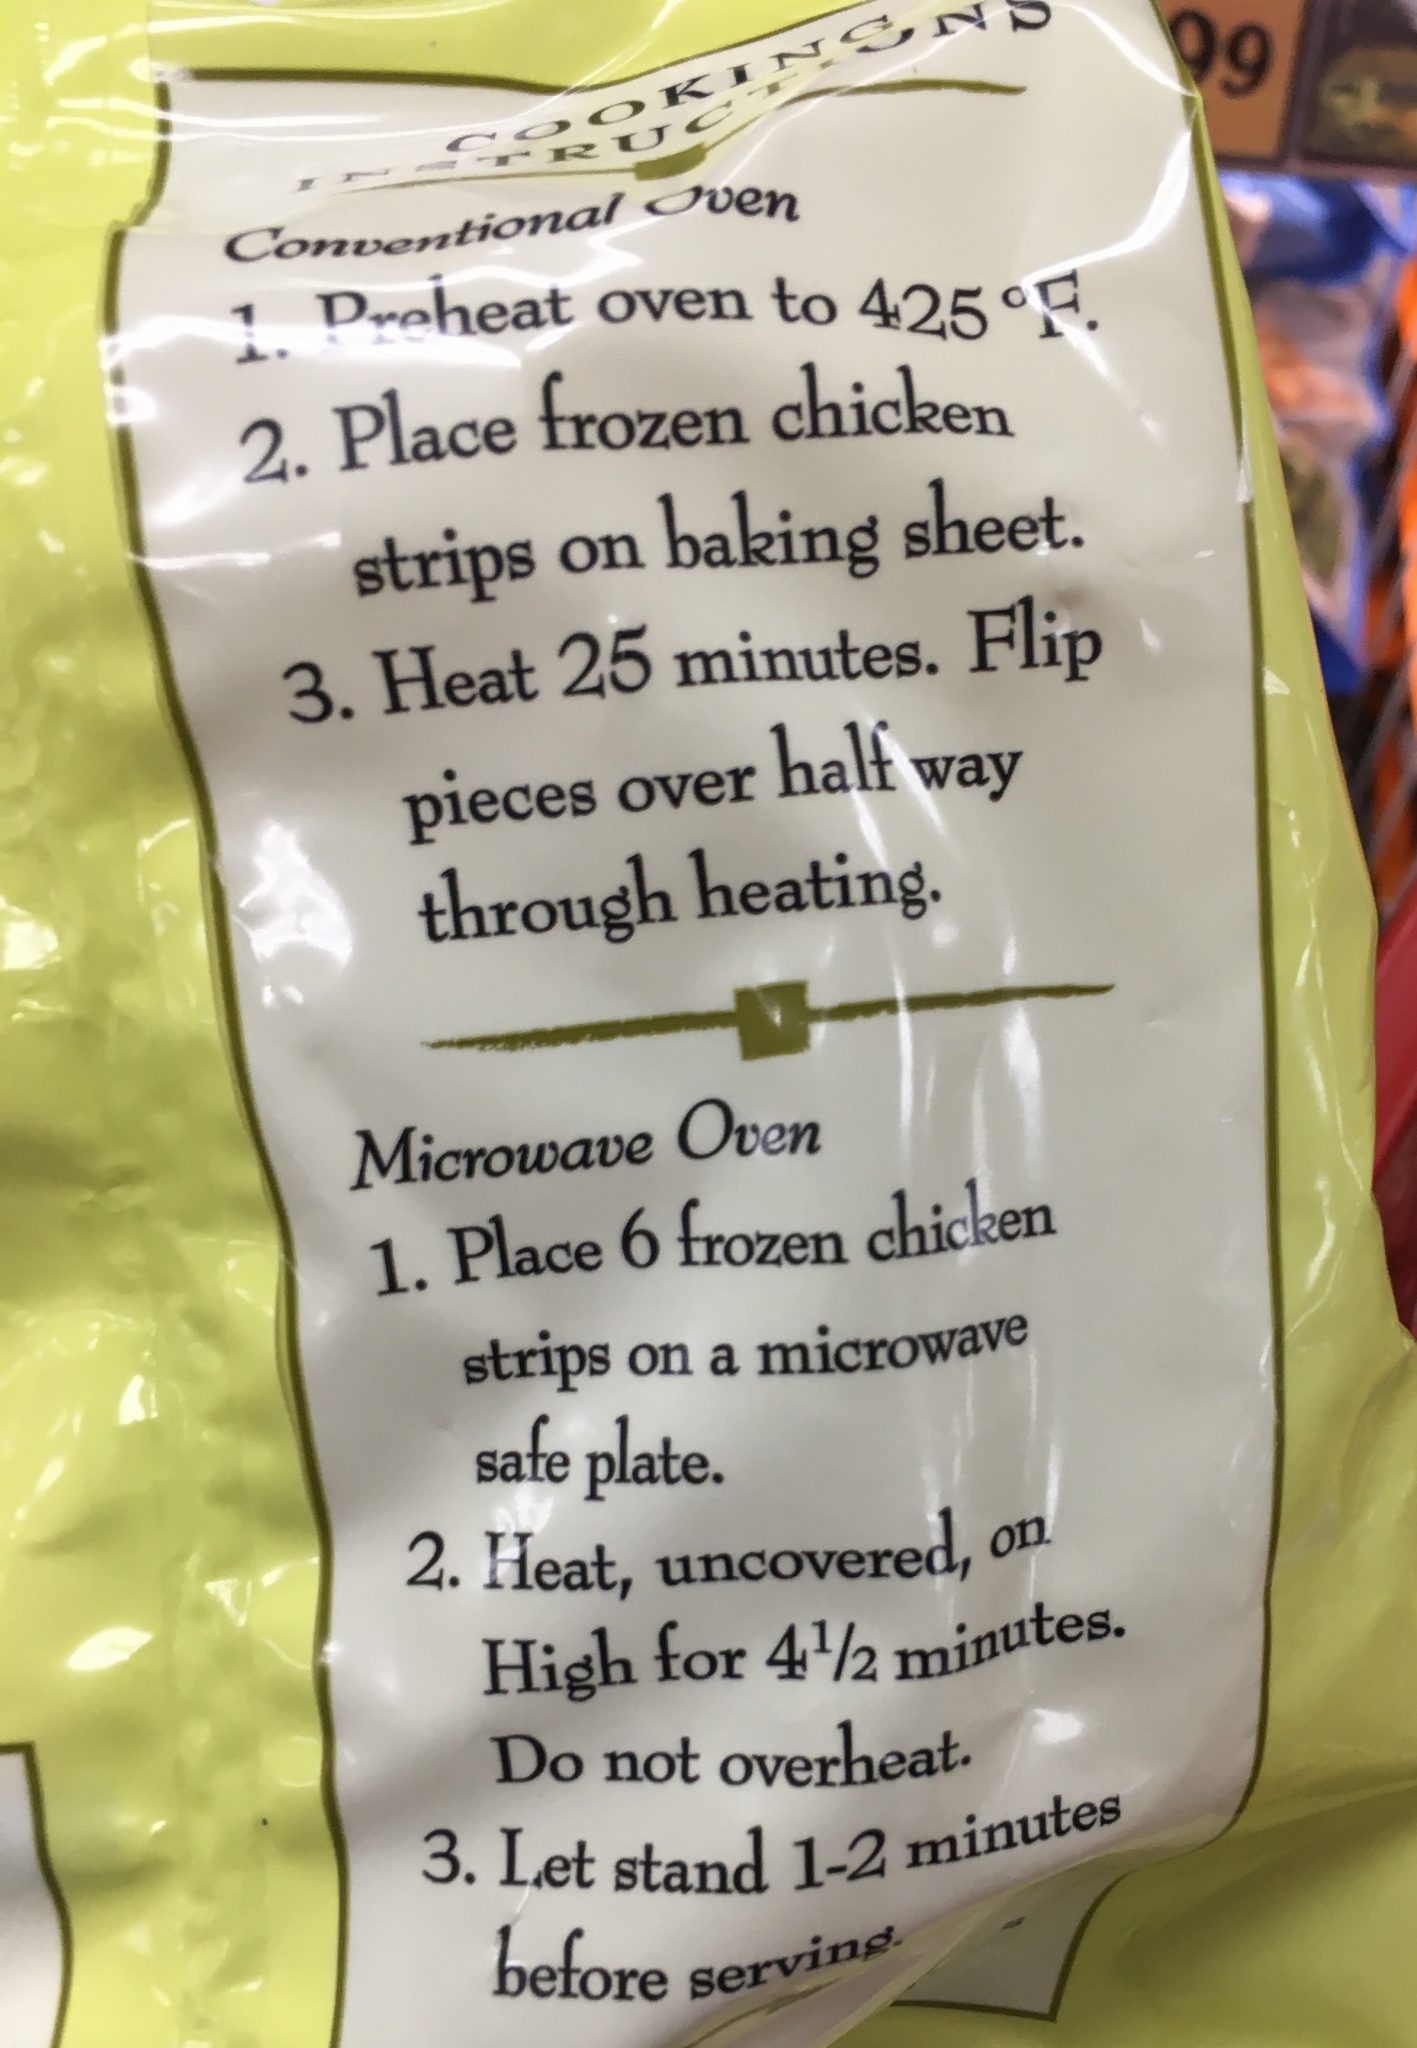 COOKING
INSTRUCTIONS
Conventional Oven
1. Preheat oven to 425°F.
2. Place frozen chicken
strips on baking sheet.
3. Heat 25 minutes. Flip
pieces over half way
through heating.
Microwave Oven
1. Place 6 frozen chicken
strips on a microwave
safe plate.
2. Heat, uncovered, on
High for 4½ minutes.
Do not overheat.
3. Let stand 1-2 minutes
before serving.
99